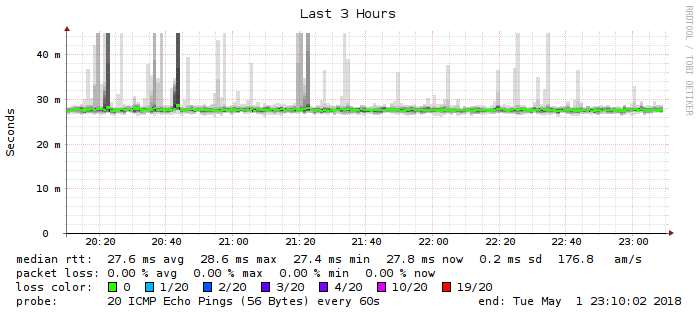 Last 3 Hours
RRDTOOL / TOBI OETIKER
Seconds
40 m
30 m
20 m
10 m
0
20:20 20:40 21:00 21:20 21:40 22:00 22:20 22:40 23:00
median rtt: 27.6 ms avg 28.6 ms max 27.4 ms min 27.8 ms now 0.2 ms sd 176.8 am/s
packet loss: 0.00 % avg 0.00 % max 0.00 % min 0.00 % now
loss color: 0 1/20 2/20 3/20 4/20 10/20 19/20
probe: 20 ICMP Echo Pings (56 Bytes) every 60s end: Tue May 1 23:10:02 2018